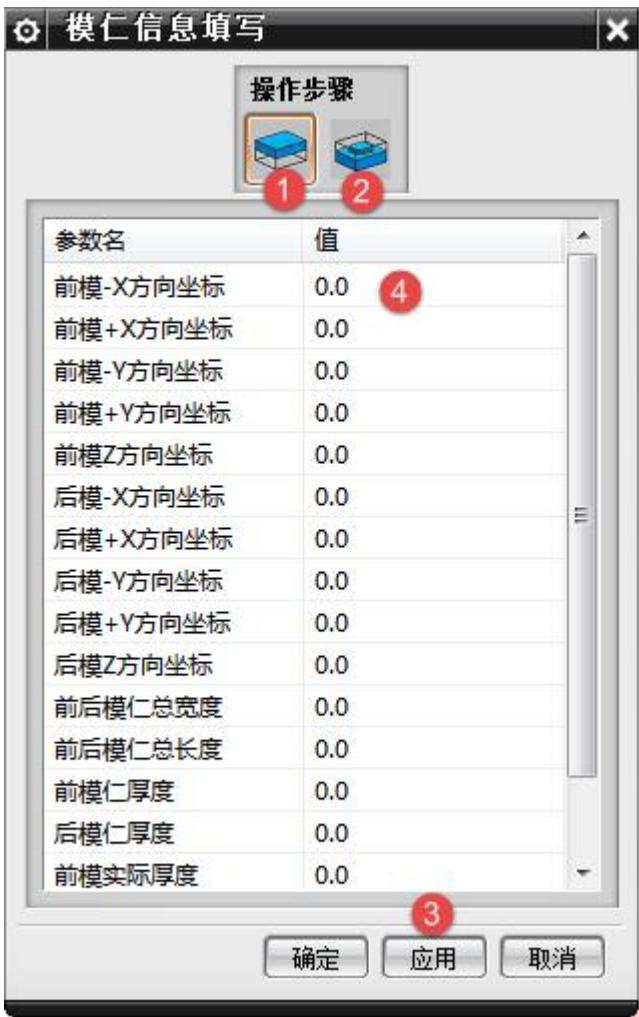 模仁信息填写
操作步骤
1 2
参数名 值
前模-X方向坐标 0.0 4
前模+X方向坐标 0.0
前模-Y方向坐标 0.0
前模+Y方向坐标 0.0
前模Z方向坐标 0.0
后模-X方向坐标 0.0
后模+X方向坐标 0.0
后模-Y方向坐标 0.0
后模+Y方向坐标 0.0
后模Z方向坐标 0.0
前后模仁总宽度 0.0
前后模仁总长度 0.0
前模仁厚度 0.0
后模仁厚度 0.0
前模实际厚度 0.0
3
确定 应用 取消